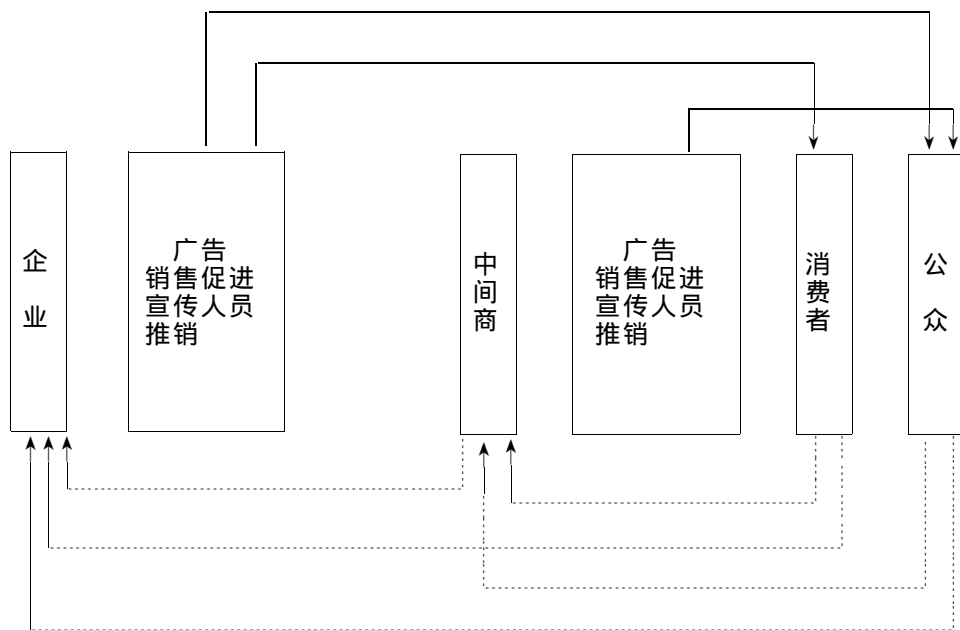 企
业
广告
销售促进
宣传人员
推销
中
间
商
广告
销售促进
宣传人员
推销
消
费
者
公
众